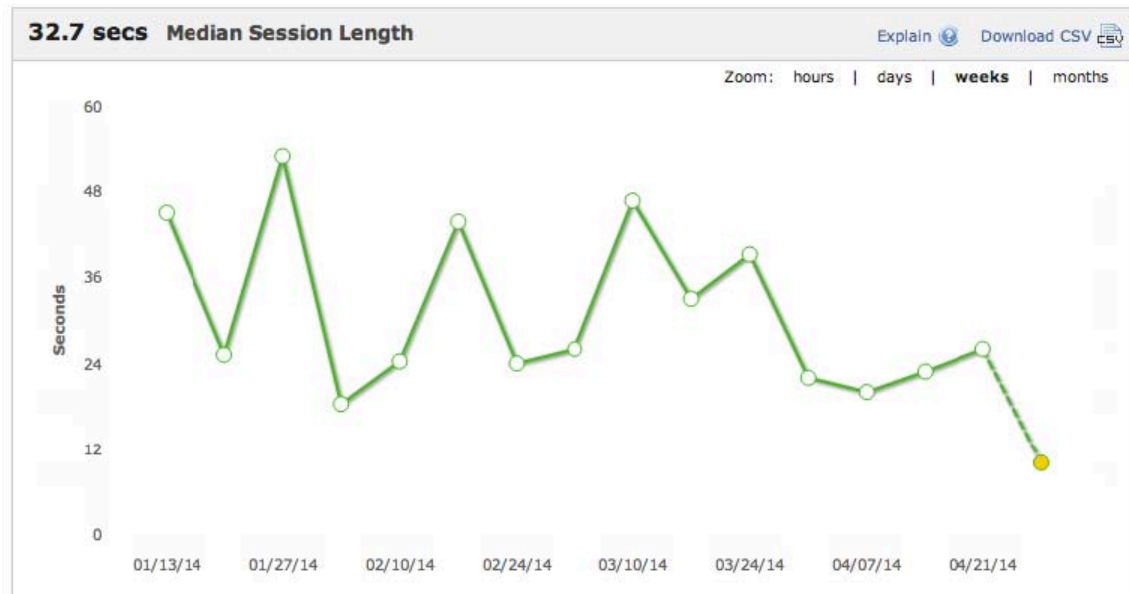 32.7 secs Median Session Length Explain Download CSV CSV
Zoom: hours | days | weeks | months
60
48
36
24
12
0
Seconds
01/13/14 01/27/14 02/10/14 02/24/14 03/10/14 03/24/14 04/07/14 04/21/14